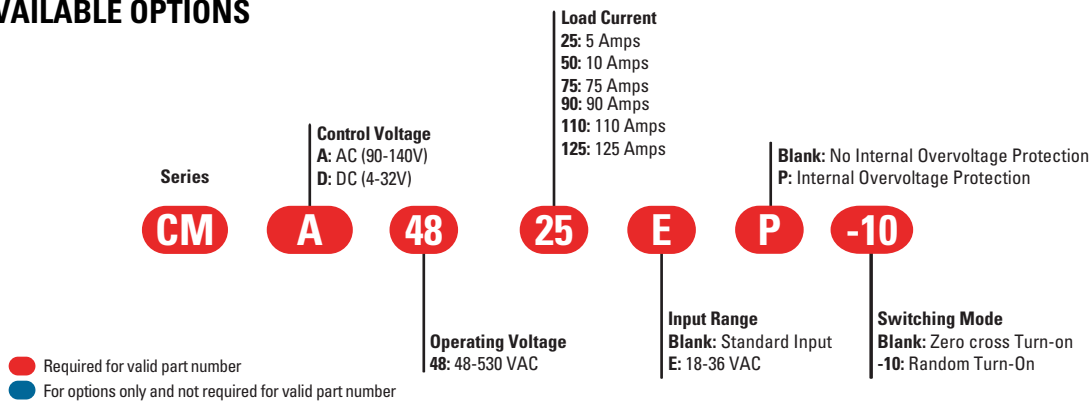 VAILABLE OPTIONS
Load Current
25: 5 Amps
50: 10 Amps
75: 75 Amps
90: 90 Amps
110: 110 Amps
125: 125 Amps
Control Voltage
A: AC (90-140V)
D: DC (4-32V)
Blank: No Internal Overvoltage Protection
P: Internal Overvoltage Protection
Series
CM A 48 25 E P -10
Operating Voltage
48: 48-530 VAC
Input Range
Blank: Standard Input
E: 18-36 VAC
Switching Mode
Blank: Zero cross Turn-on
-10: Random Turn-On
Required for valid part number
For options only and not required for valid part number